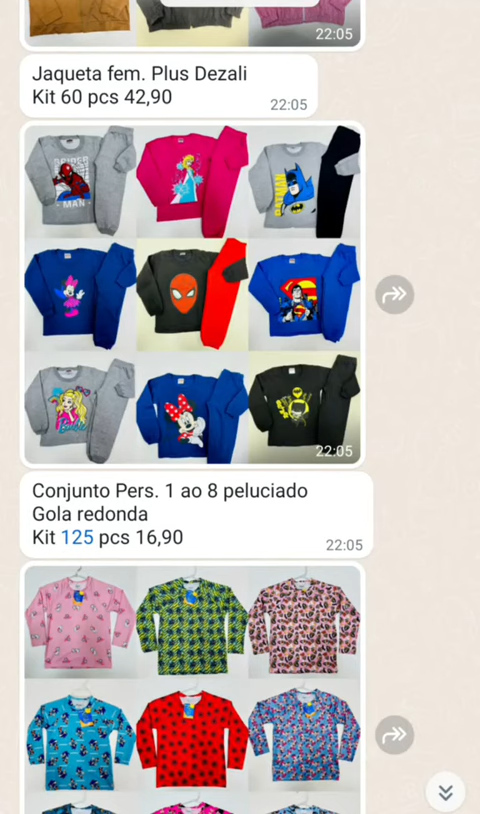 22:05
Jaqueta fem. Plus Dezali
Kit 60 pcs 42,90
22:05
SPIDER
- MAN -
BATMAN
Barbie
22:05
Conjunto Pers. 1 ao 8 peluciado
Gola redonda
Kit 125 pcs 16,90
22:05